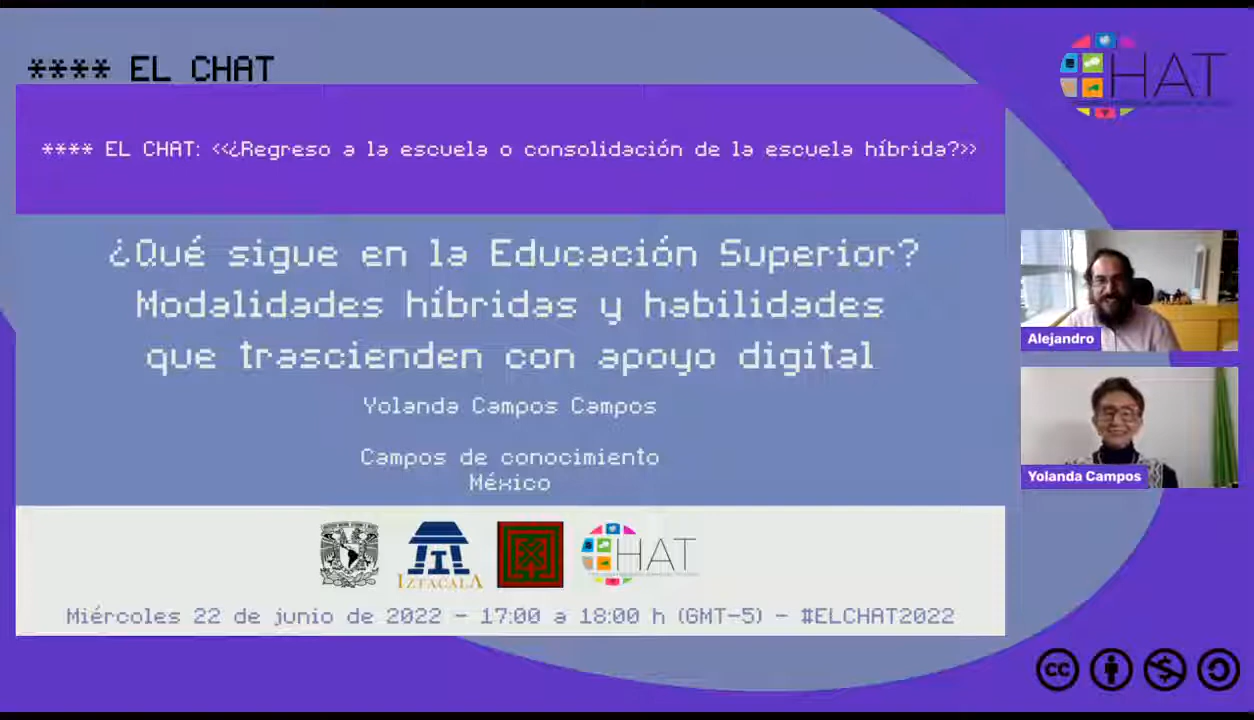 **** EL CHAT
HAT
**** EL CHAT: <<¿Regreso a la escuela o consolidación de la escuela híbrida?>>
¿Qué sigue en la Educación Superior?
Modalidades híbridas y habilidades
que trascienden con apoyo digital
Yolanda Campos Campos
Campos de conocimiento
México
Alejandro
Yolanda Campos
IZTACALA
HAT
Miércoles 22 de junio de 2022 - 17:00 a 18:00 h (GMT-5) - #ELCHAT2022
cc